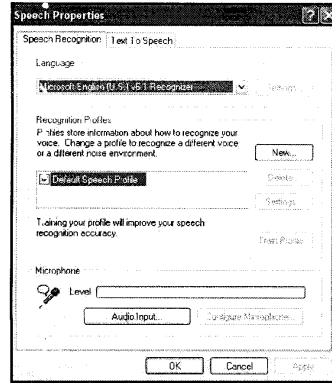 Speech Properties
Speech Recognition
Text To Speech
Language
Microsoft English (U.S.) v6.1 Recognizer
Settings...
Recognition Profiles
Profiles store information about how to recognize your
voice. Change a profile to recognize a different voice
or a different noise environment.
New...
Default Speech Profile
Delete
Settings...
Training your profile will improve your speech
recognition accuracy.
Train Profile
Microphone
Level
Audio Input...
Configure Microphone...
OK
Cancel
Apply